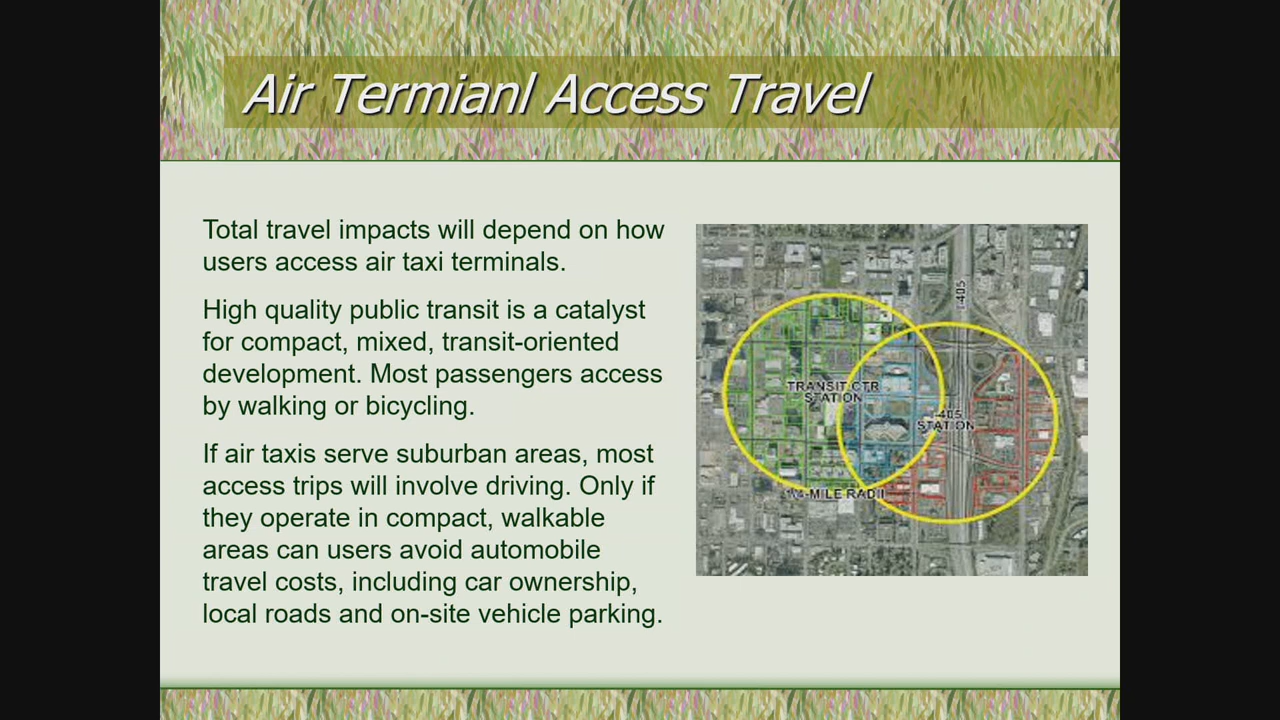 Air Termianl Access Travel
Total travel impacts will depend on how
users access air taxi terminals.
High quality public transit is a catalyst
for compact, mixed, transit-oriented
development. Most passengers access
by walking or bicycling.
If air taxis serve suburban areas, most
access trips will involve driving. Only if
they operate in compact, walkable
areas can users avoid automobile
travel costs, including car ownership,
local roads and on-site vehicle parking.
I-405
TRANSIT CTR
STATION
I-405
STATION
1/4-MILE RADII